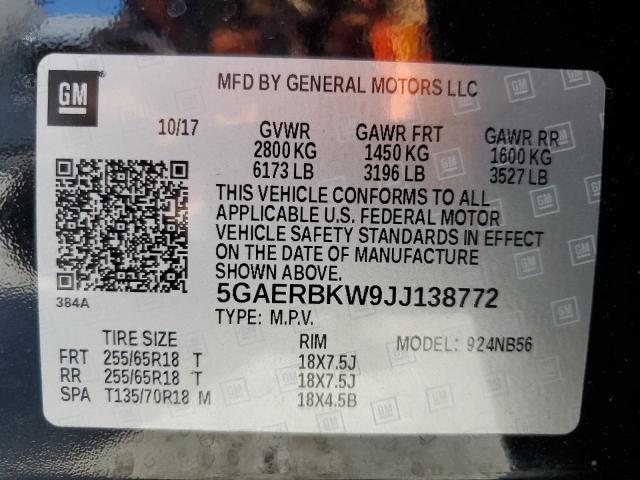 GM
MFD BY GENERAL MOTORS LLC
10/17
GVWR
2800 KG
6173 LB
GAWR FRT
1450 KG
3196 LB
GAWR RR
1600 KG
3527 LB
THIS VEHICLE CONFORMS TO ALL
APPLICABLE U.S. FEDERAL MOTOR
VEHICLE SAFETY STANDARDS IN EFFECT
ON THE DATE OF MANUFACTURE
SHOWN ABOVE.
384A
5GAERBKW9JJ138772
TYPE: M.P.V.
TIRE SIZE RIM MODEL: 924NB56
FRT 255/65R18 T 18X7.5J
RR 255/65R18 T 18X7.5J
SPA T135/70R18 M 18X4.5B